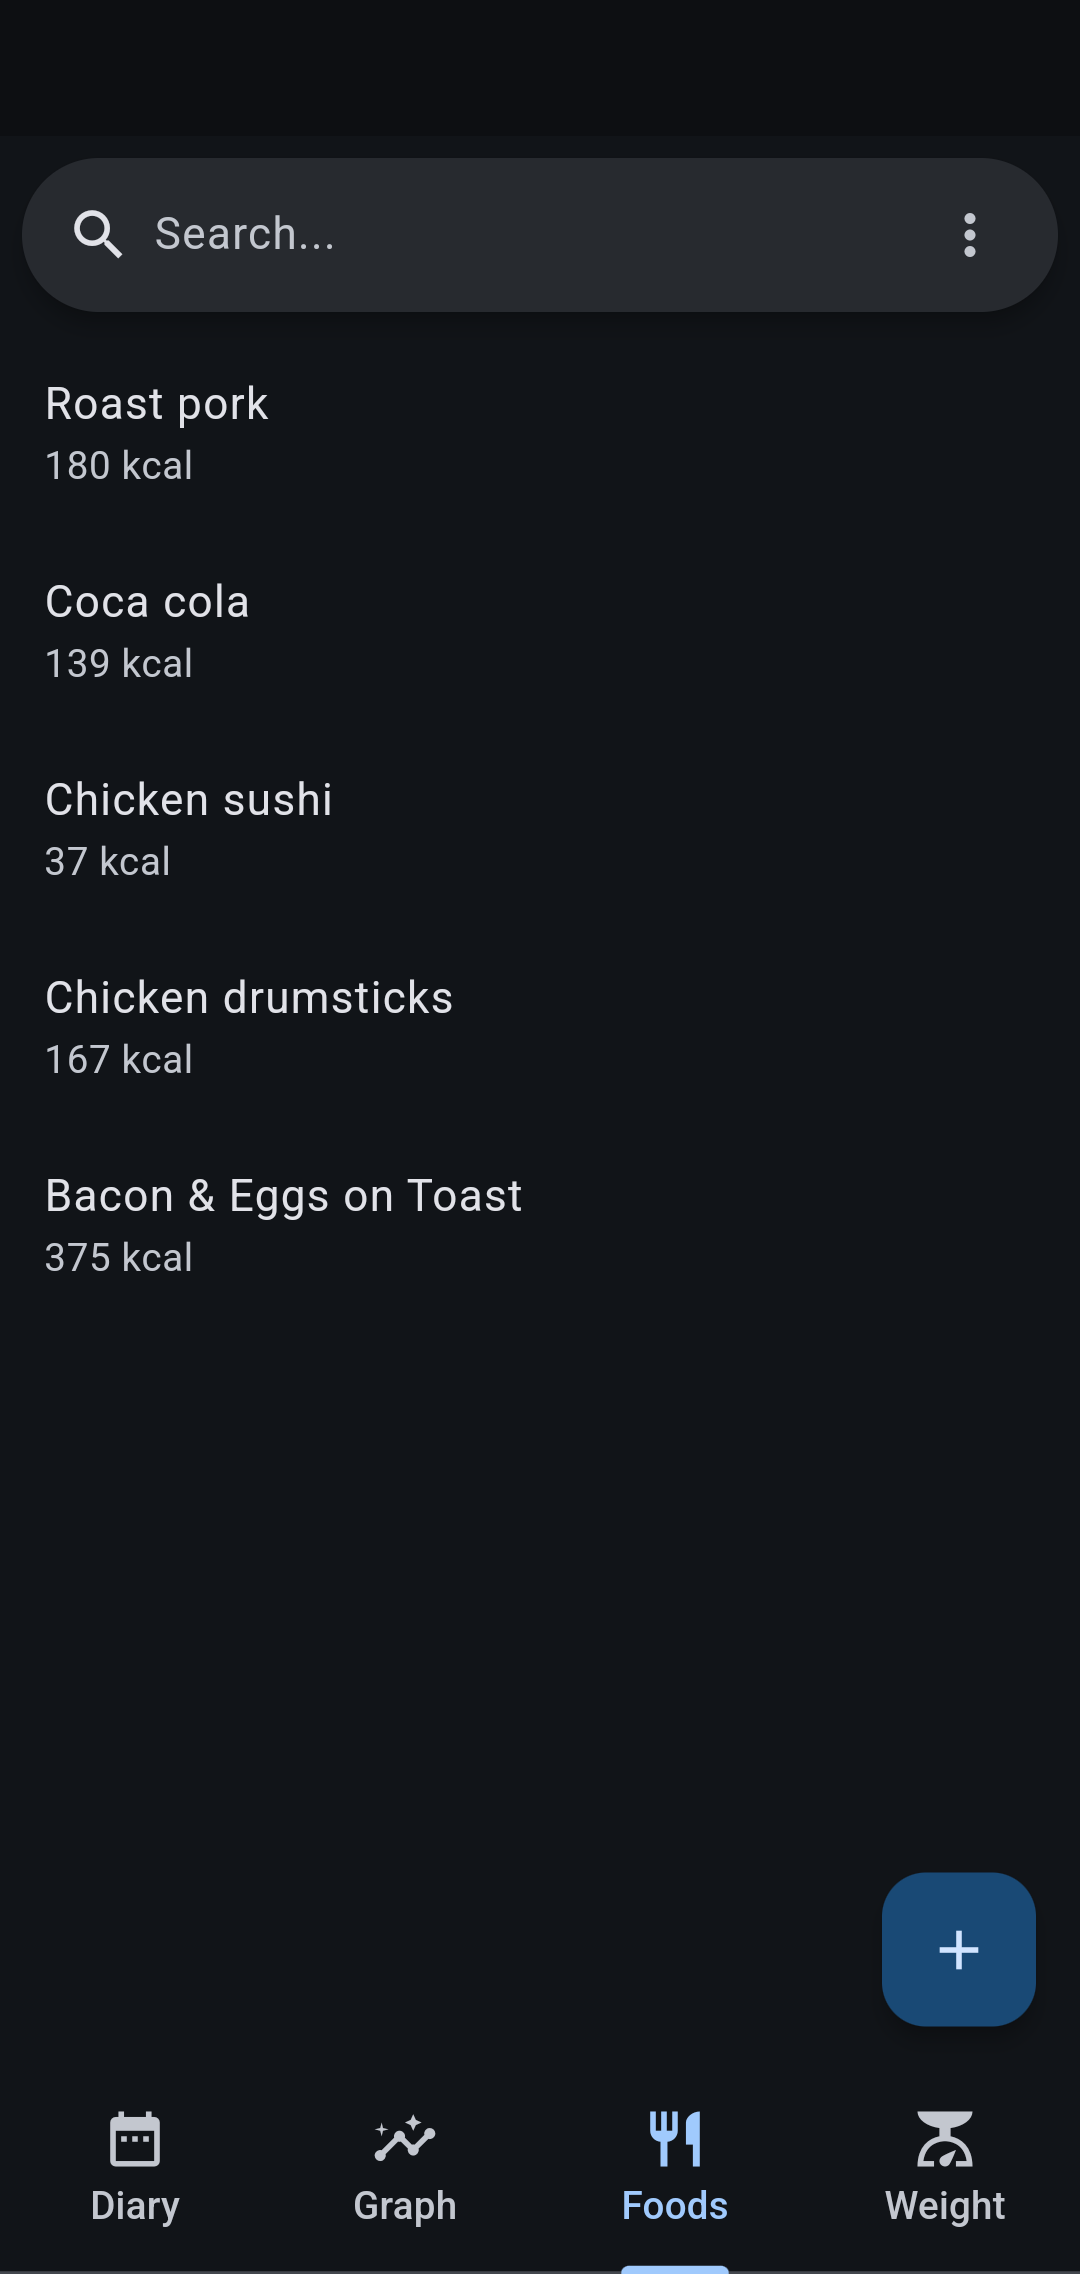 Search...
Roast pork
180 kcal
Coca cola
139 kcal
Chicken sushi
37 kcal
Chicken drumsticks
167 kcal
Bacon & Eggs on Toast
375 kcal
Diary
Graph
Foods
Weight